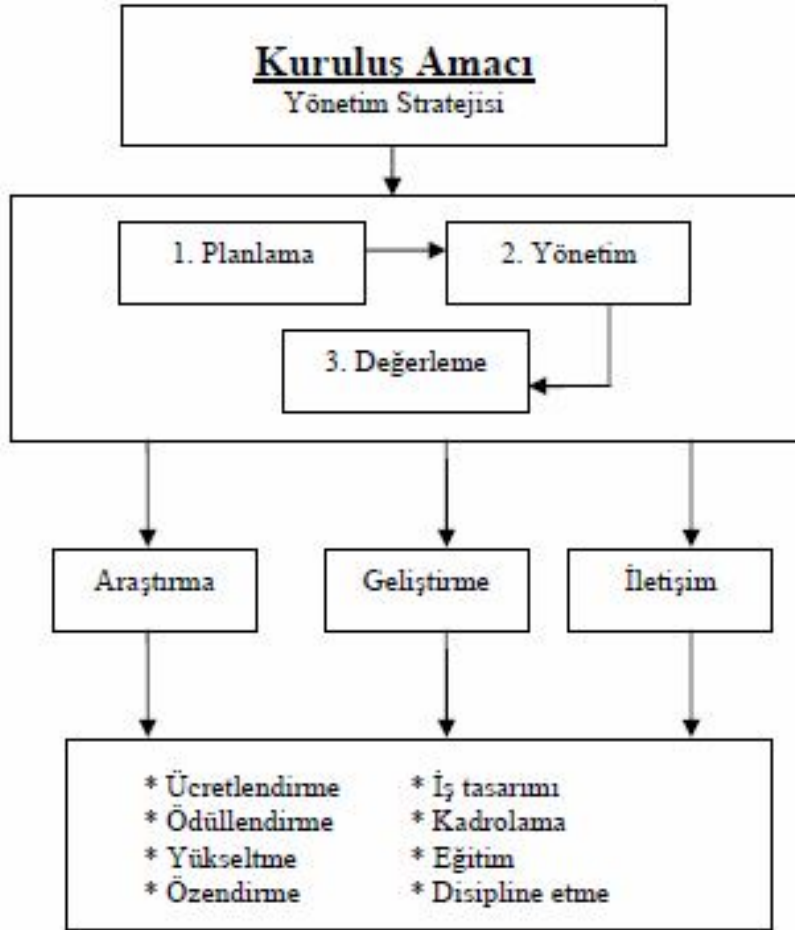 Kuruluş Amacı
Yönetim Stratejisi
1. Planlama
2. Yönetim
3. Değerleme
Araştırma
Geliştirme
İletişim
* Ücretlendirme
* Ödüllendirme
* Yükseltme
* Özendirme
* İş tasarımı
* Kadrolama
* Eğitim
* Disipline etme